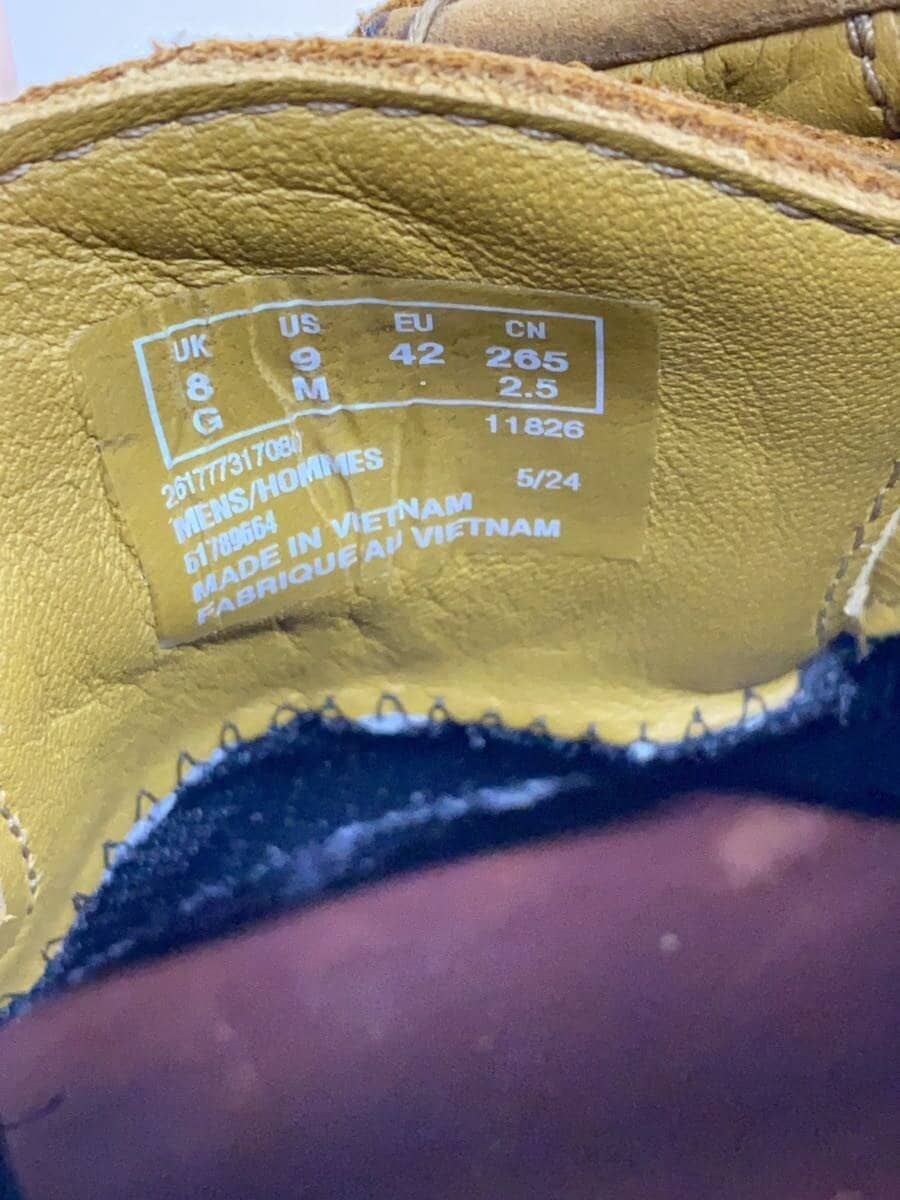 UK US EU CN
8 9 42 265
G M 2.5
11826
261777317080
MENS/HOMMES 5/24
61789664
MADE IN VIETNAM
FABRIQUE AU VIETNAM